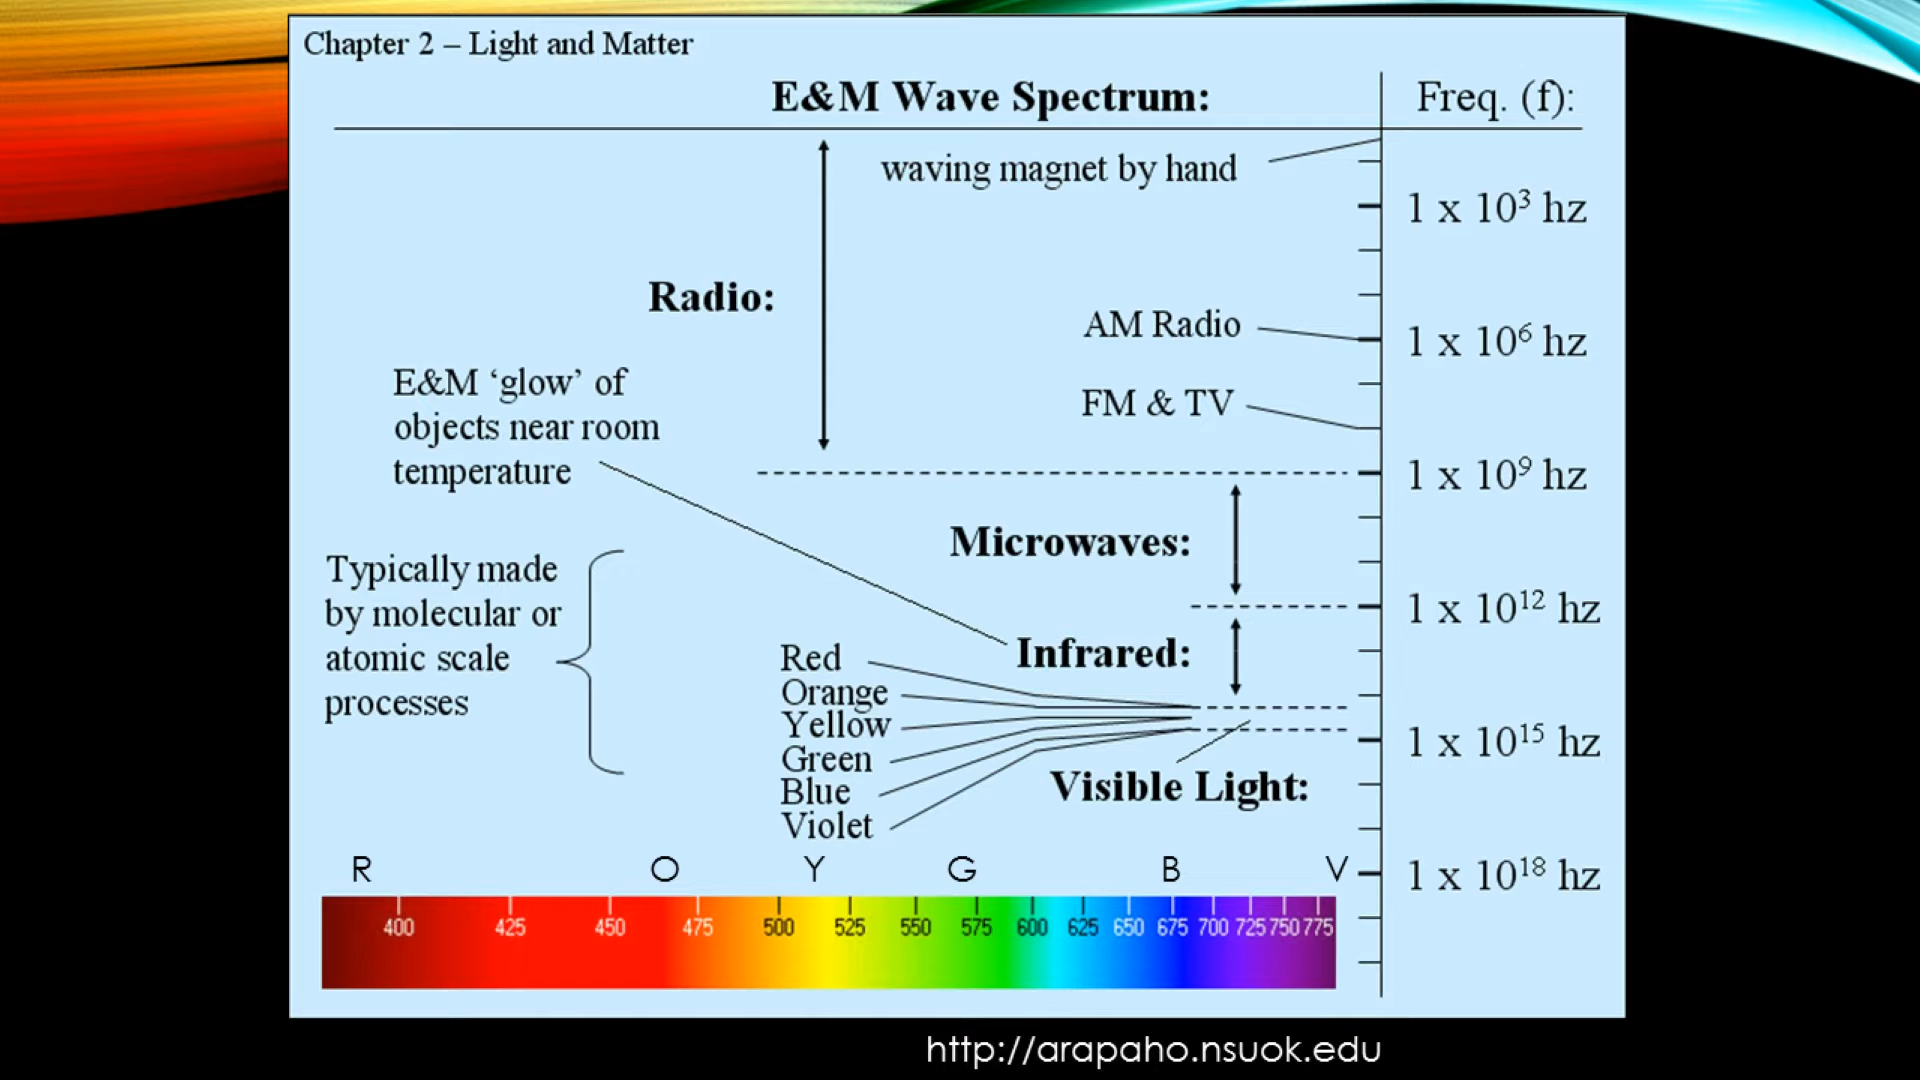 Chapter 2 – Light and Matter
E&M Wave Spectrum:
Freq. (f):
waving magnet by hand
1 x 10³ hz
Radio:
AM Radio
1 x 10⁶ hz
E&M ‘glow’ of
objects near room
temperature
FM & TV
1 x 10⁹ hz
Microwaves:
Typically made
by molecular or
atomic scale
processes
1 x 10¹² hz
Infrared:
Red
Orange
Yellow
Green
Blue
Violet
1 x 10¹⁵ hz
Visible Light:
R O Y G B V
1 x 10¹⁸ hz
400 425 450 475 500 525 550 575 600 625 650 675 700 725 750 775
http://arapaho.nsuok.edu